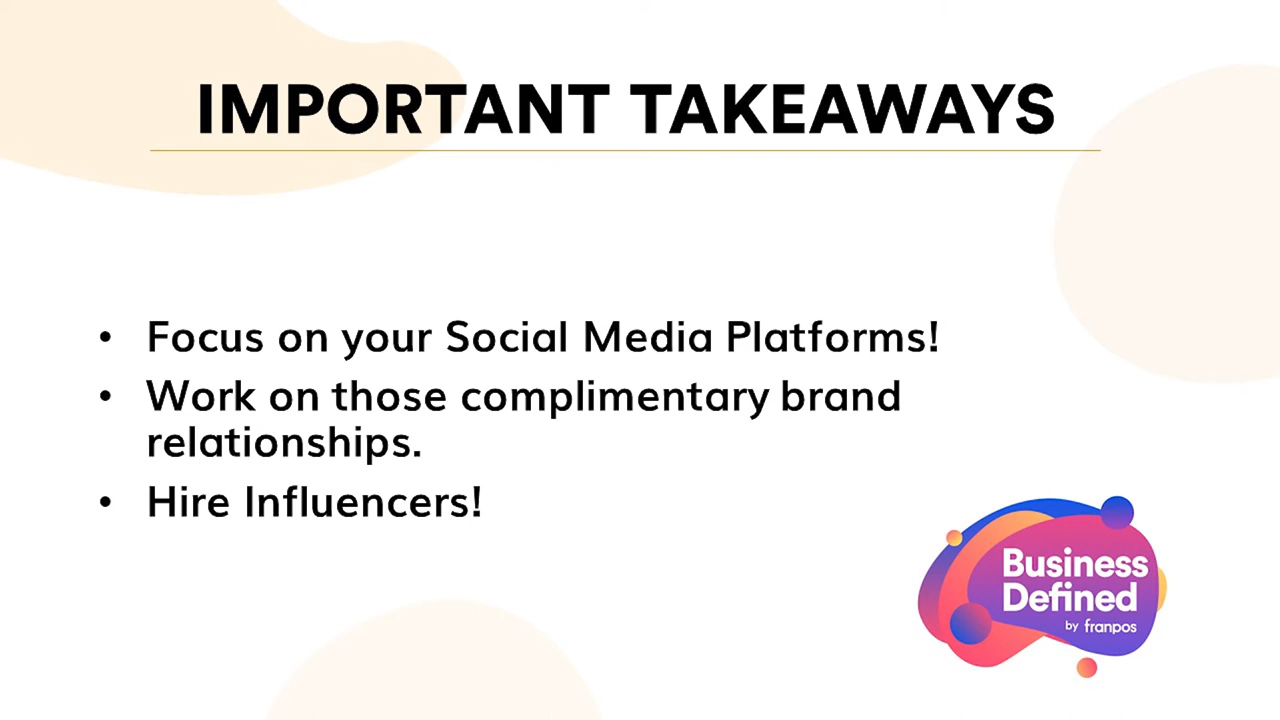 IMPORTANT TAKEAWAYS
• Focus on your Social Media Platforms!
• Work on those complimentary brand
relationships.
• Hire Influencers!
Business
Defined
by franpos